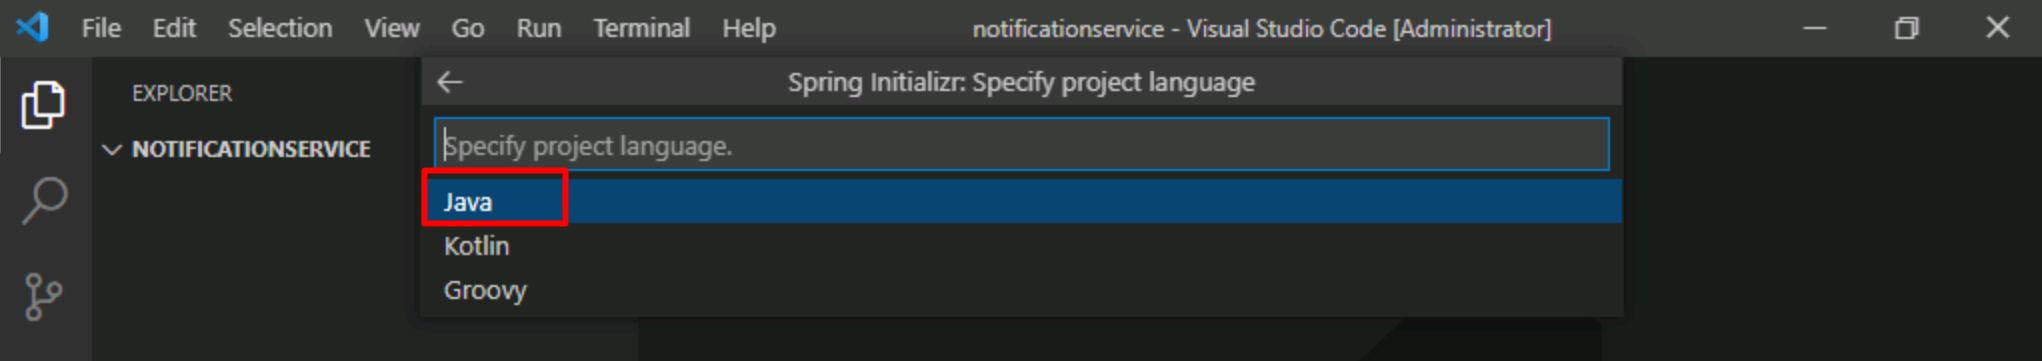 File Edit Selection View Go Run Terminal Help notificationservice - Visual Studio Code [Administrator]
EXPLORER
NOTIFICATIONSERVICE
Spring Initializr: Specify project language
Specify project language.
Java
Kotlin
Groovy